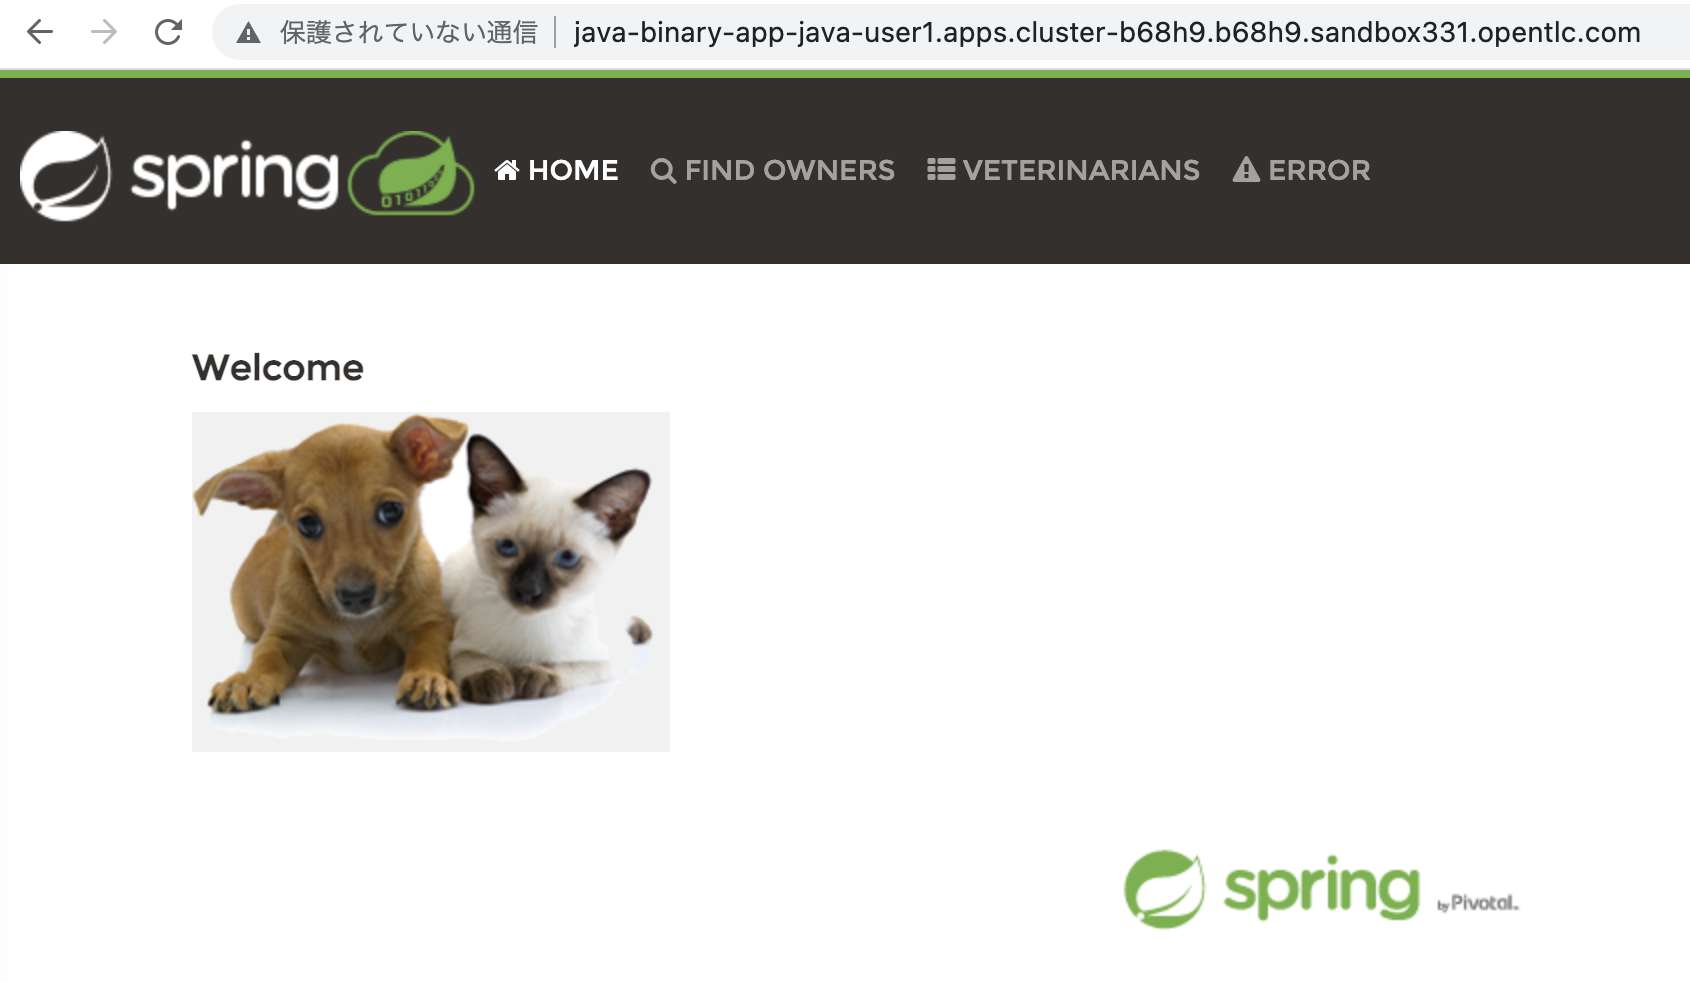 保護されていない通信 java-binary-app-java-user1.apps.cluster-b68h9.b68h9.sandbox331.opentlc.com
spring HOME FIND OWNERS VETERINARIANS ERROR
Welcome
spring by Pivotal.